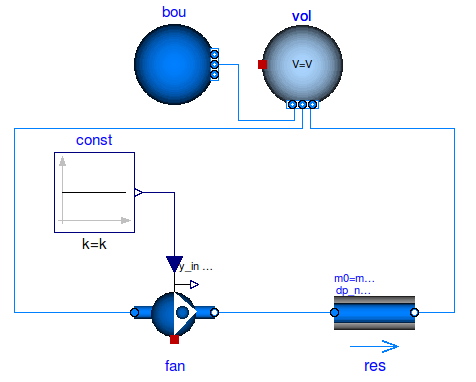 bou
vol
V=V
const
k=k
y_in ...
fan
m0=m...
dp_n...
res